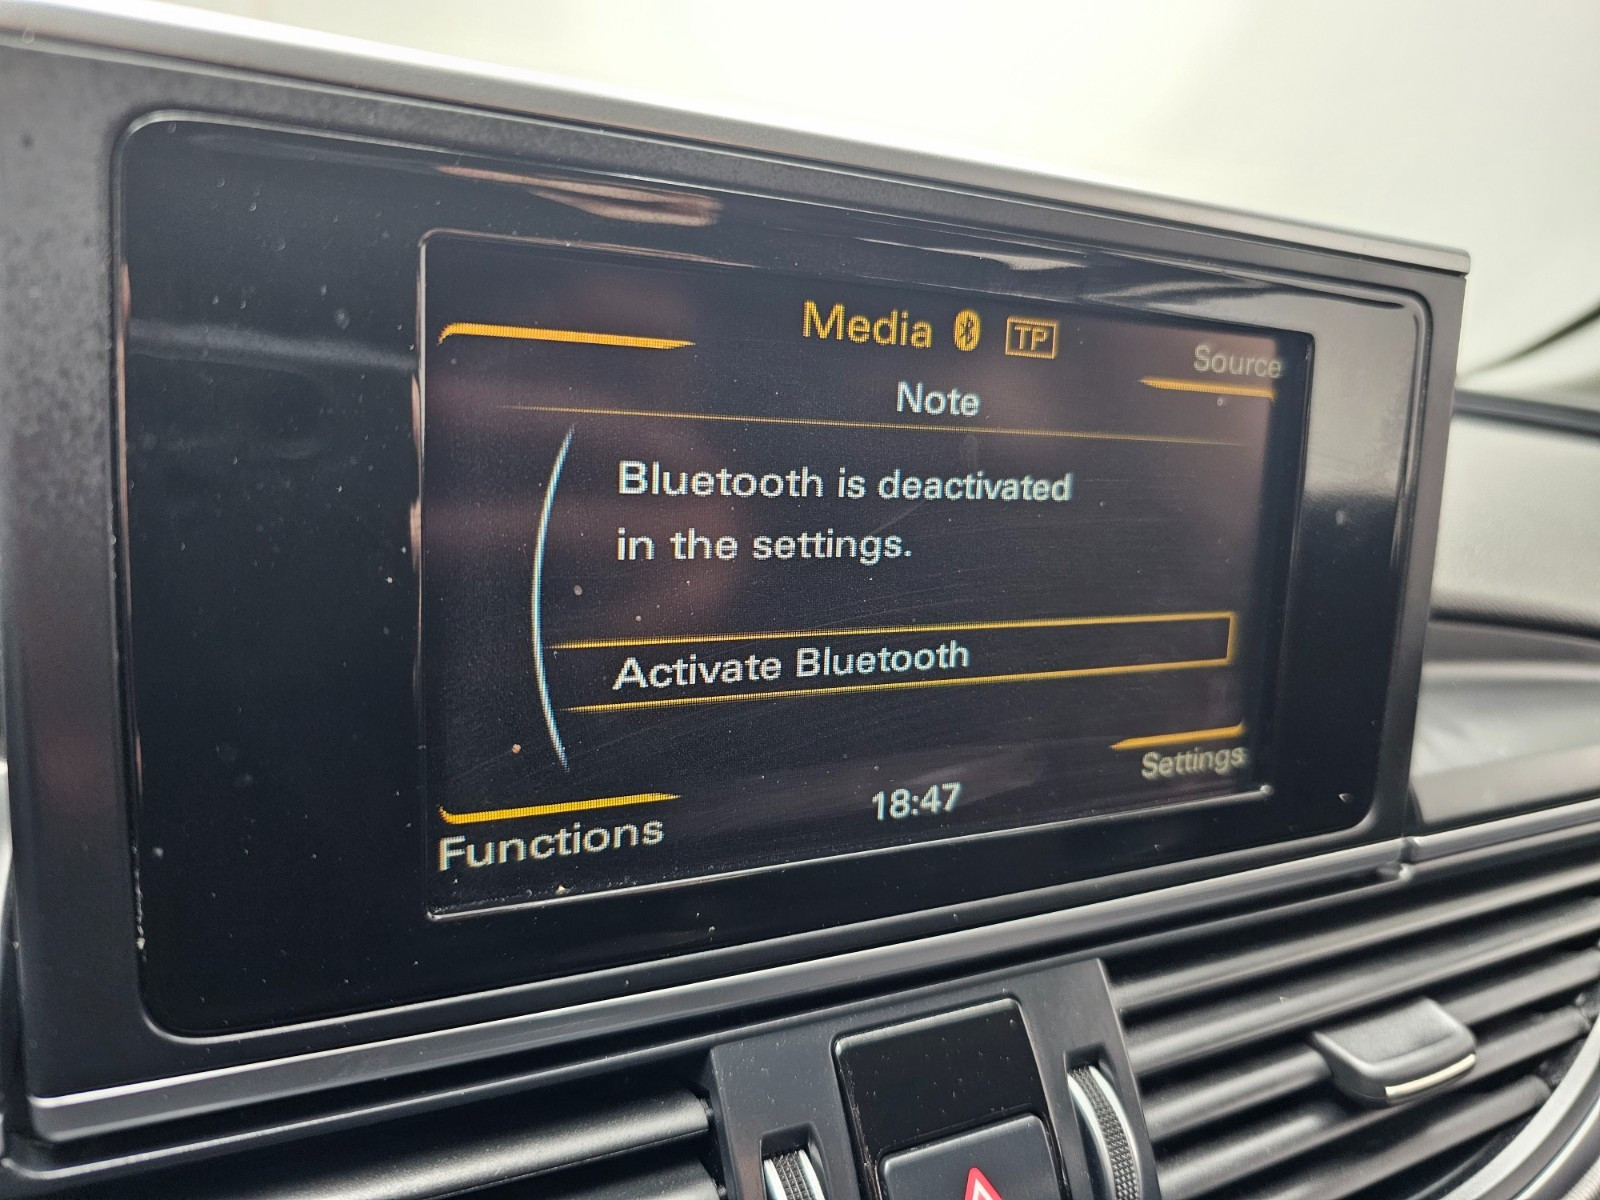 Media TP
Source
Note
Bluetooth is deactivated
in the settings.
Activate Bluetooth
Settings
18:47
Functions